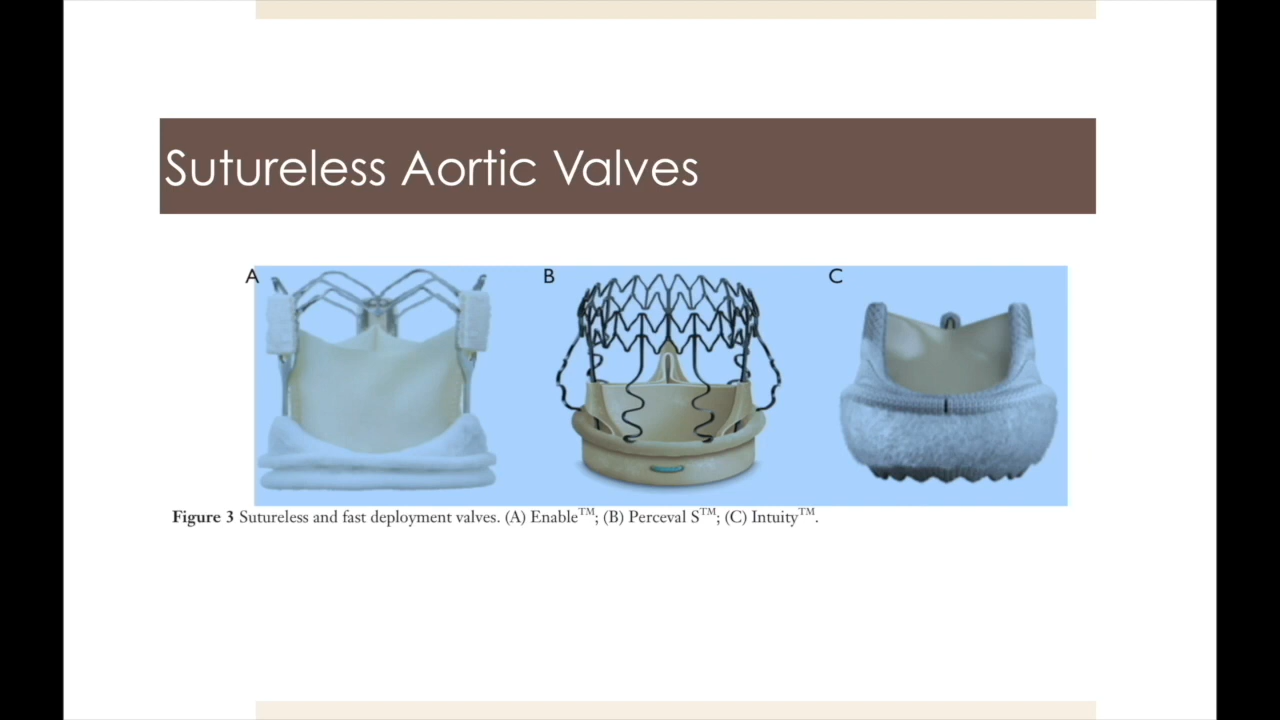 Sutureless Aortic Valves
A B C
Figure 3 Sutureless and fast deployment valves. (A) Enable™; (B) Perceval S™; (C) Intuity™.